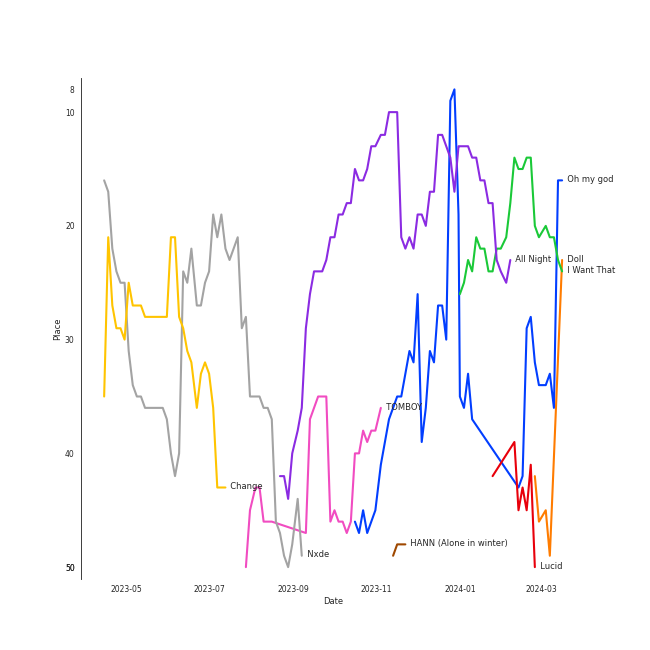 8
10
20
30
40
50
Place
Oh my god
All Night
Doll
I Want That
TOMBOY
Change
HANN (Alone in winter)
Nxde
Lucid
2023-05
2023-07
2023-09
2023-11
2024-01
2024-03
Date